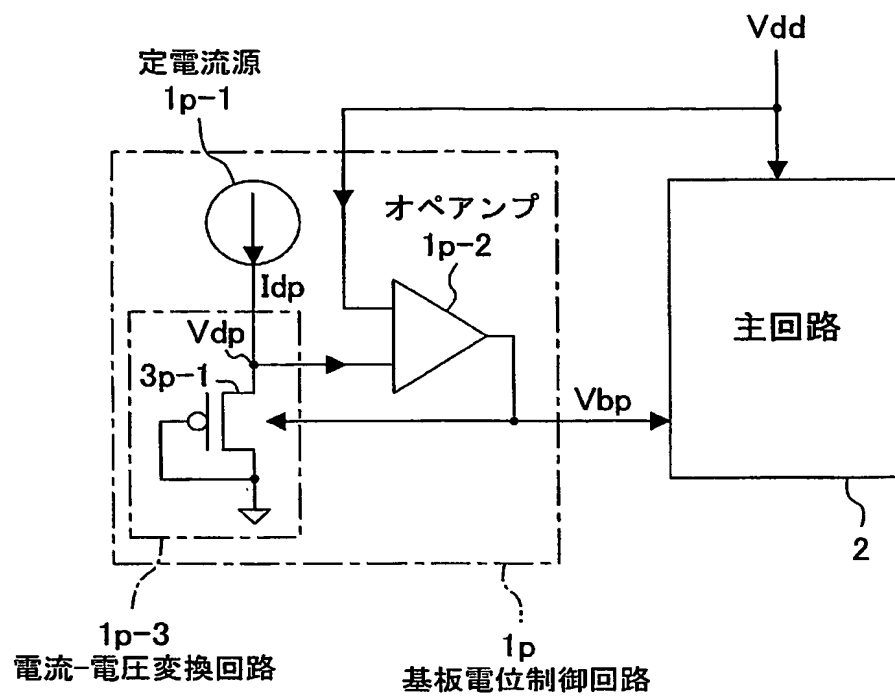 Vdd
定電流源
1p-1
オペアンプ
1p-2
Idp
Vdp
3p-1
主回路
Vbp
2
1p-3
電流-電圧変換回路
1p
基板電位制御回路